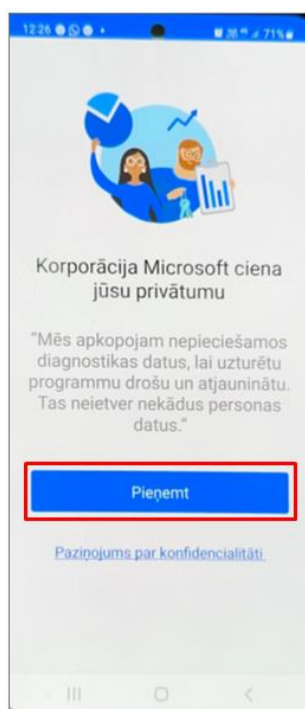 12:26
71%
Korporācija Microsoft ciena
jūsu privātumu
“Mēs apkopojam nepieciešamos
diagnostikas datus, lai uzturētu
programmu drošu un atjauninātu.
Tas neietver nekādus personas
datus.”
Pieņemt
Paziņojums par konfidencialitāti